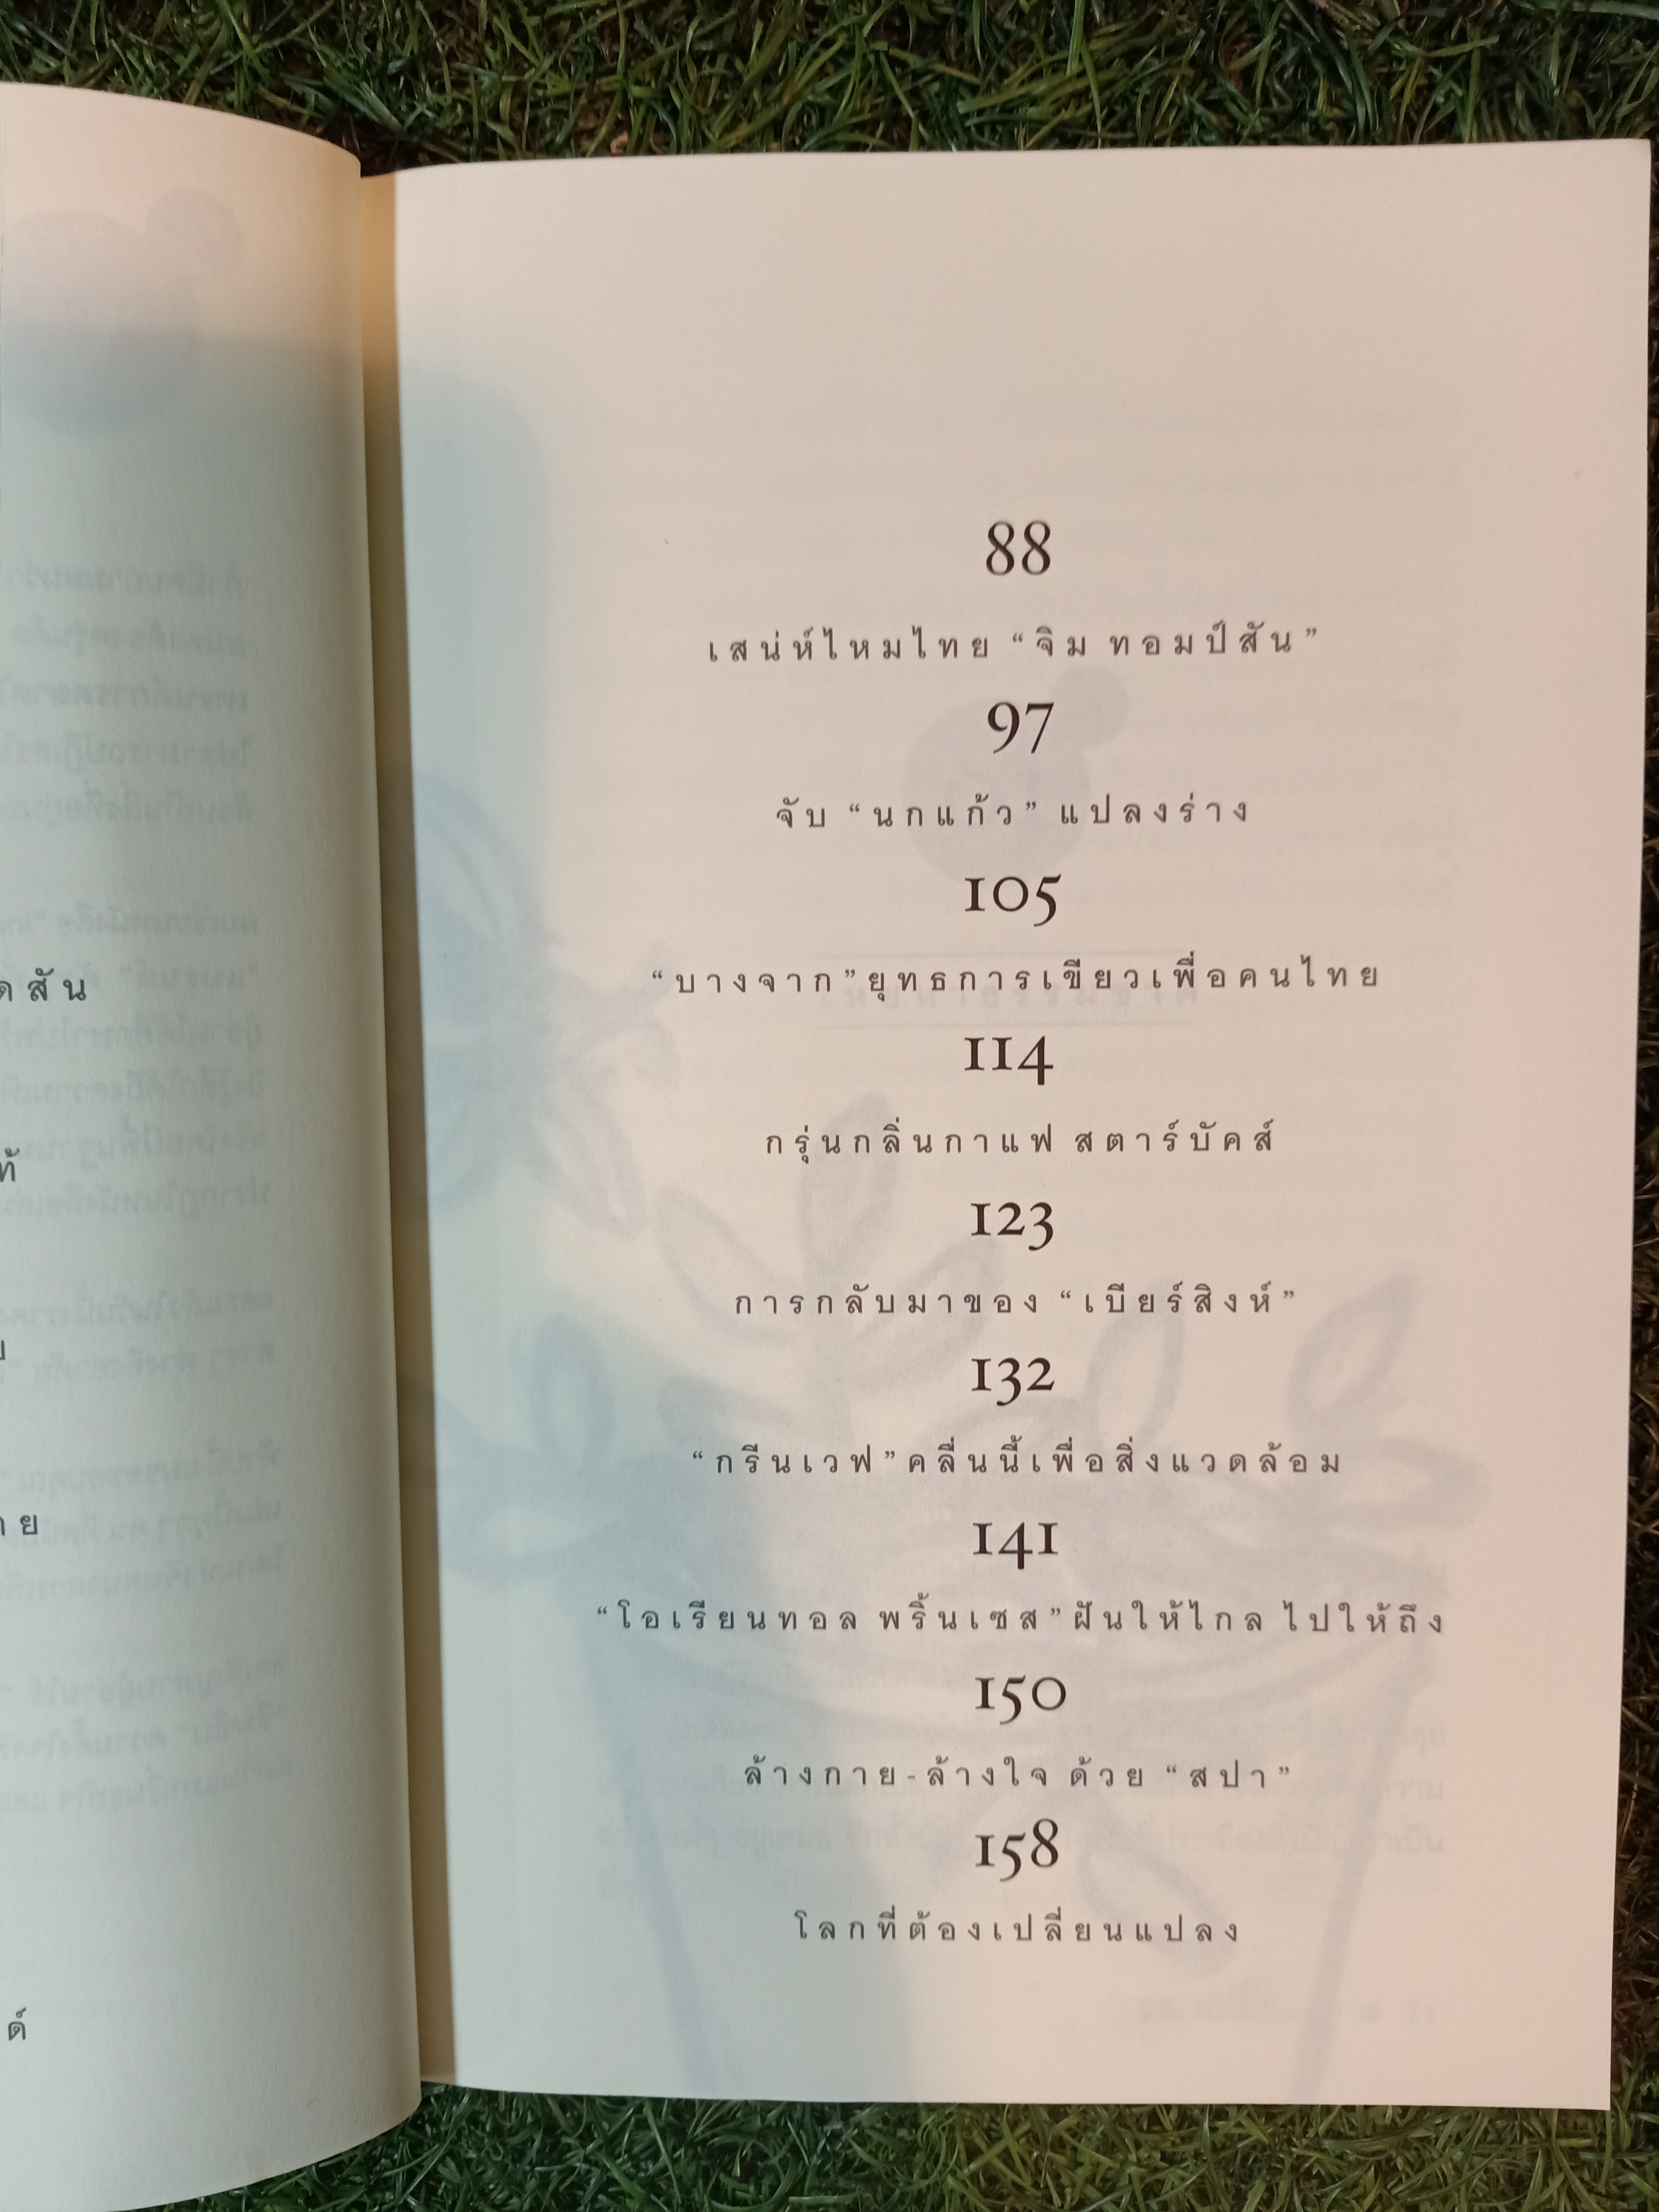 ดสัน
ท้
าย
ด์
88
เสน่ห์ไหมไทย “จิม ทอมป์สัน”
97
จับ “นกแก้ว” แปลงร่าง
105
“บางจาก”ยุทธการเขียวเพื่อคนไทย
114
กรุ่นกลิ่นกาแฟ สตาร์บัคส์
123
การกลับมาของ “เบียร์สิงห์”
132
“กรีนเวฟ”คลื่นนี้เพื่อสิ่งแวดล้อม
141
“โอเรียนทอล พริ้นเซส”ฝันให้ไกล ไปให้ถึง
150
ล้างกาย-ล้างใจ ด้วย “สปา”
158
โลกที่ต้องเปลี่ยนแปลง